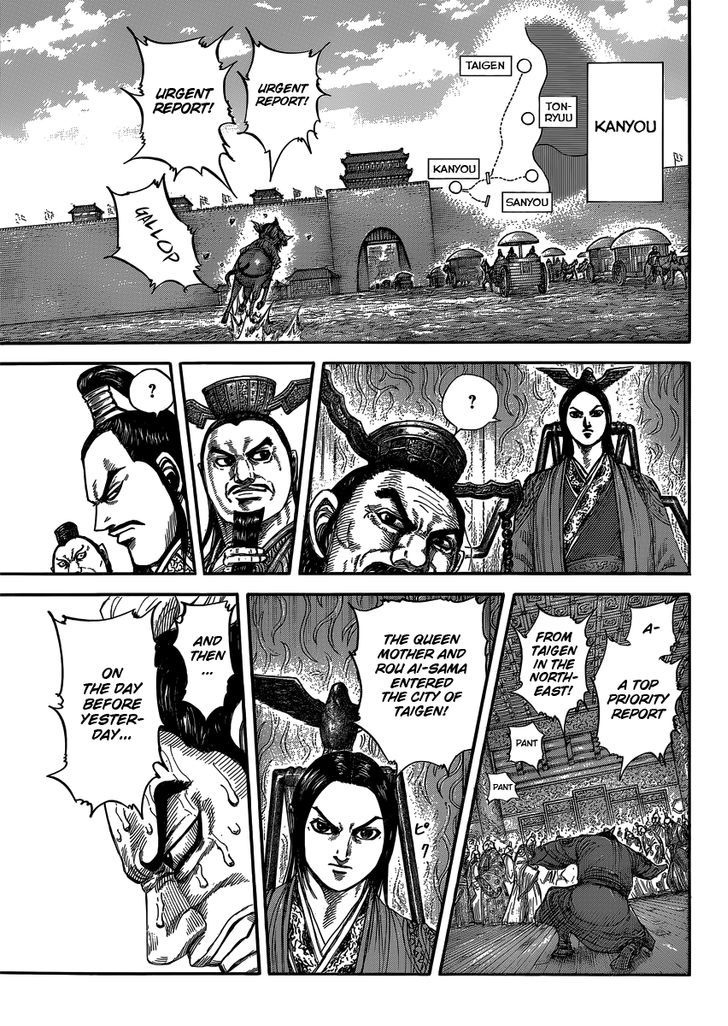 KANYOU
TAIGEN
TON-
RYUU
KANYOU
SANYOU
URGENT
REPORT!
URGENT
REPORT!
GALLOP
?
?
A-
A TOP
PRIORITY
REPORT
FROM
TAIGEN
IN THE
NORTH-
EAST!
PANT
PANT
THE QUEEN
MOTHER AND
ROU AI-SAMA
ENTERED
THE CITY OF
TAIGEN!
ピク
AND
THEN
...
ON
THE DAY
BEFORE
YESTER-
DAY...